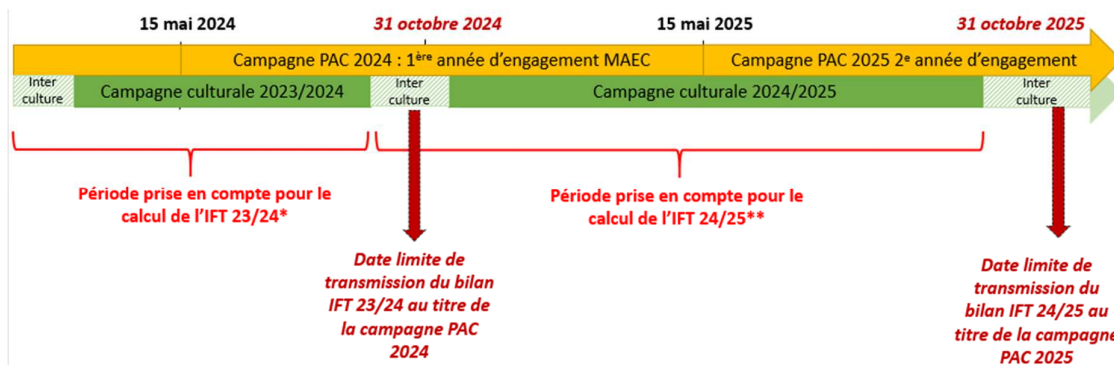 15 mai 2024
31 octobre 2024
15 mai 2025
31 octobre 2025
Campagne PAC 2024 : 1ère année d’engagement MAEC
Campagne PAC 2025 2e année d’engagement
Inter
culture
Campagne culturale 2023/2024
Inter
culture
Campagne culturale 2024/2025
Inter
culture
Période prise en compte pour le
calcul de l’IFT 23/24*
Période prise en compte pour le
calcul de l’IFT 24/25**
Date limite de
transmission du bilan
IFT 23/24 au titre de
la campagne PAC
2024
Date limite de
transmission du
bilan IFT 24/25 au
titre de la campagne
PAC 2025